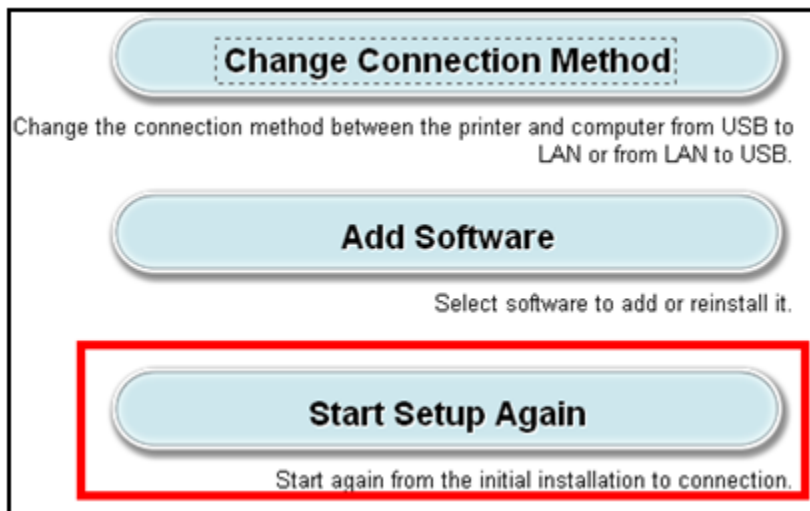 Change Connection Method
Change the connection method between the printer and computer from USB to
LAN or from LAN to USB.
Add Software
Select software to add or reinstall it.
Start Setup Again
Start again from the initial installation to connection.